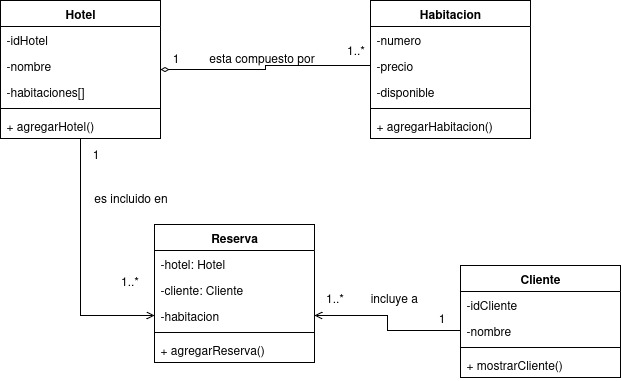 Hotel
-idHotel
-nombre
-habitaciones[]
+ agregarHotel()
1
esta compuesto por
1..*
Habitacion
-numero
-precio
-disponible
+ agregarHabitacion()
1
es incluido en
1..*
Reserva
-hotel: Hotel
-cliente: Cliente
-habitacion
+ agregarReserva()
1..*
incluye a
1
Cliente
-idCliente
-nombre
+ mostrarCliente()